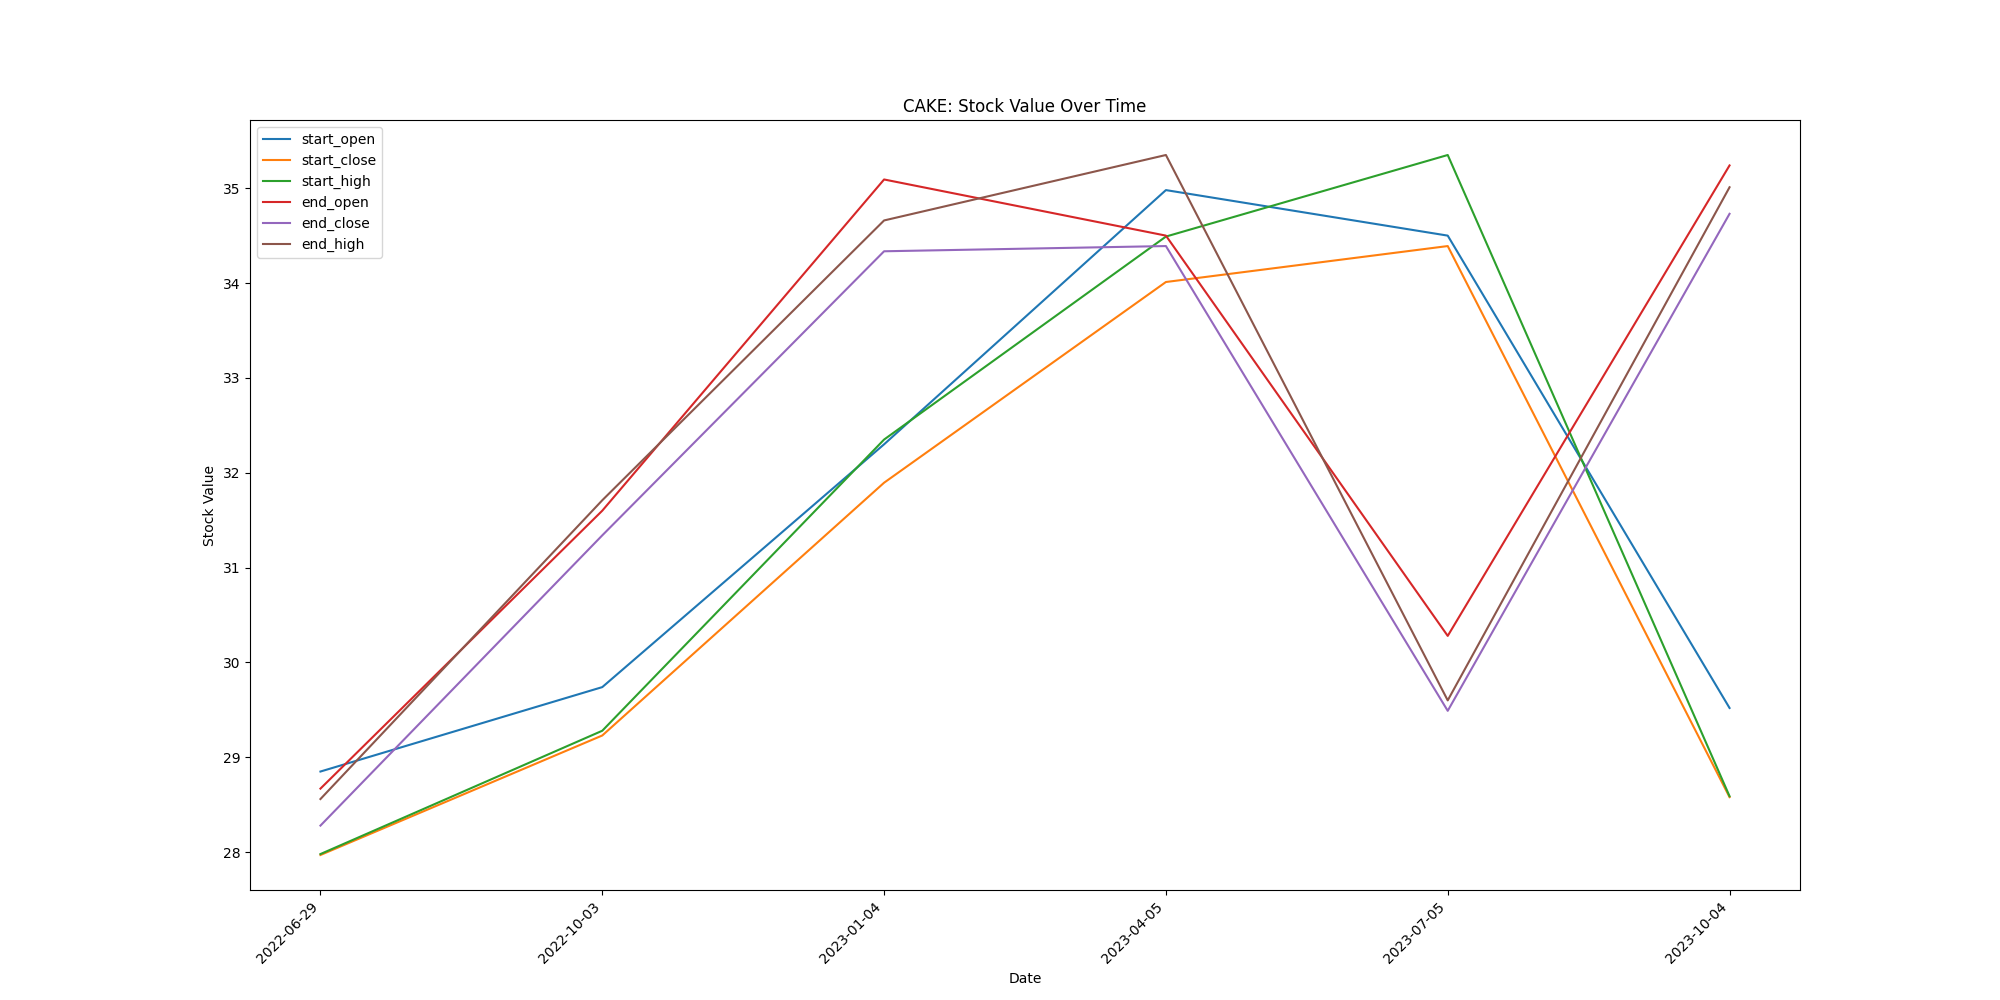 CAKE: Stock Value Over Time
start_open
start_close
start_high
end_open
end_close
end_high
35
34
33
32
31
30
29
28
Stock Value
2022-06-29
2022-10-03
2023-01-04
2023-04-05
2023-07-05
2023-10-04
Date